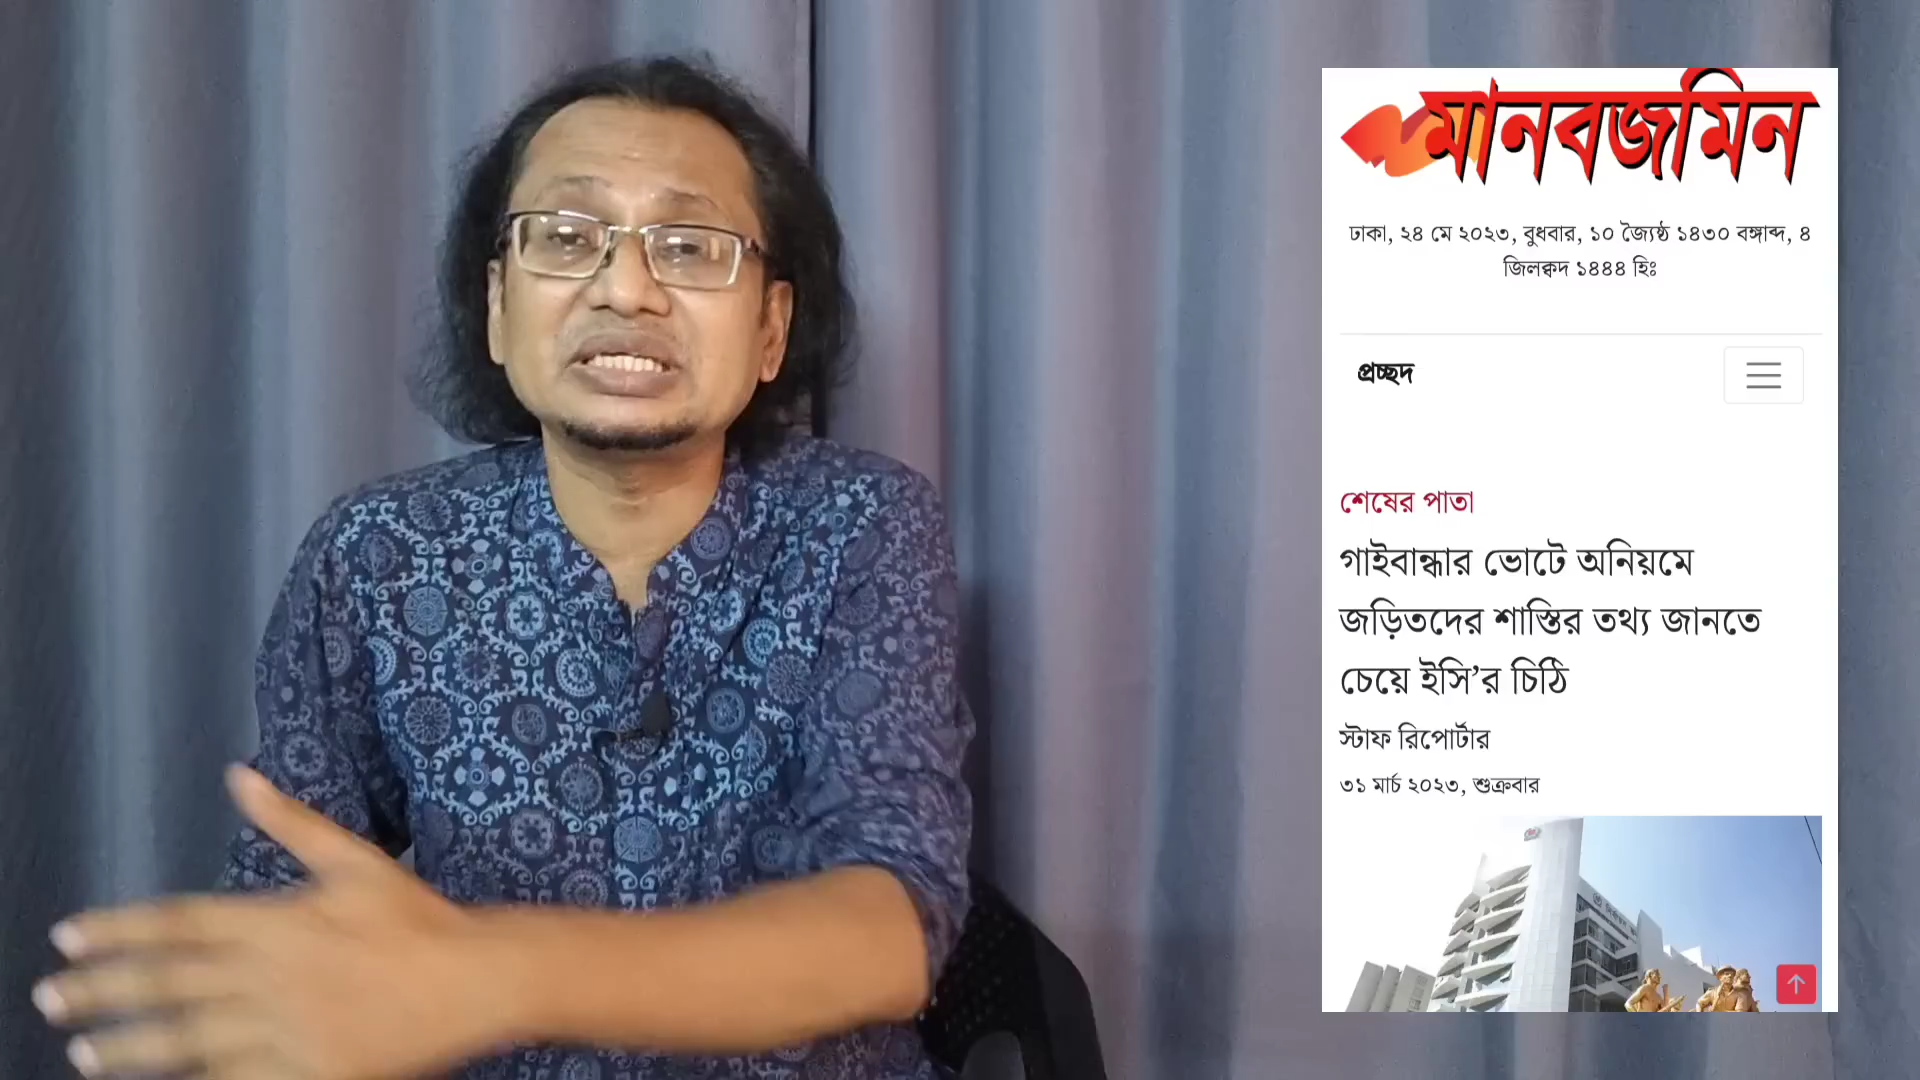 মানবজমিন
ঢাকা, ২৪ মে ২০২৩, বুধবার, ১০ জ্যৈষ্ঠ ১৪৩০ বঙ্গাব্দ, ৪
জিলক্বদ ১৪৪৪ হিঃ
প্রচ্ছদ
শেষের পাতা
গাইবান্ধার ভোটে অনিয়মে
জড়িতদের শাস্তির তথ্য জানতে
চেয়ে ইসি’র চিঠি
স্টাফ রিপোর্টার
৩১ মার্চ ২০২৩, শুক্রবার